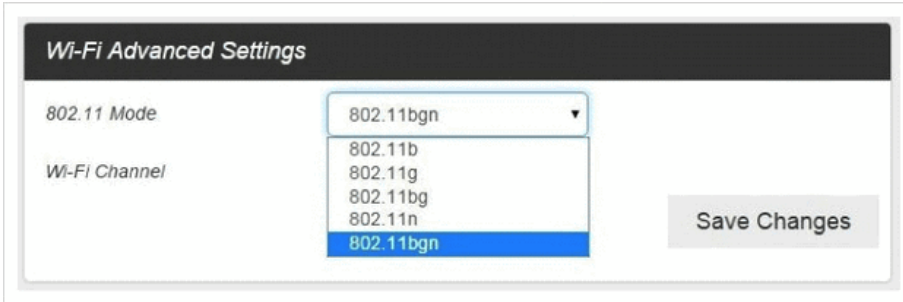 Wi-Fi Advanced Settings
802.11 Mode
802.11bgn
802.11b
Wi-Fi Channel
802.11g
802.11bg
802.11n
802.11bgn
Save Changes